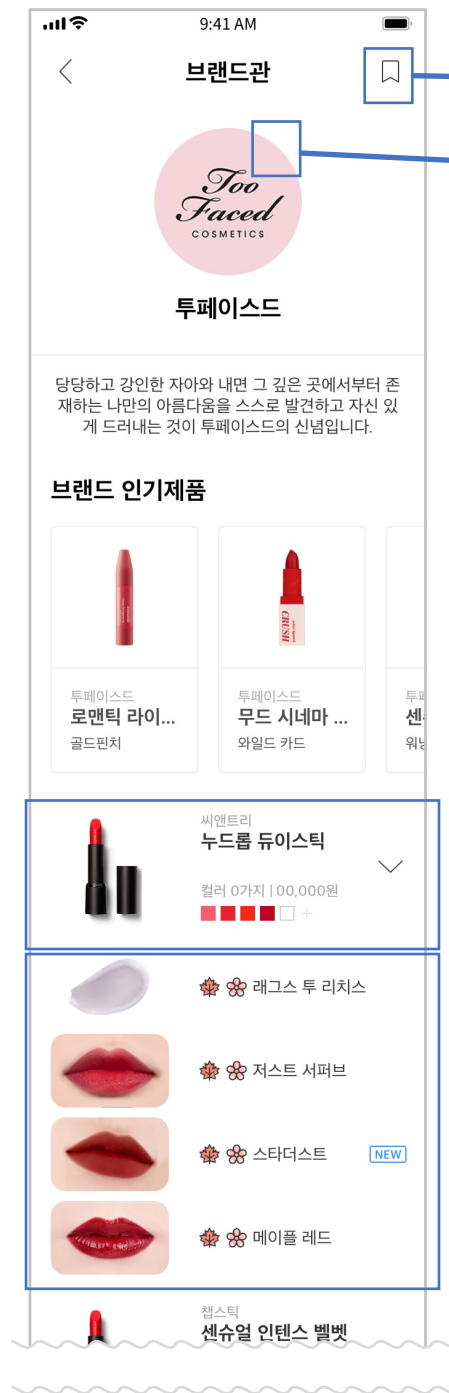 9:41 AM
브랜드관
Too
Faced
COSMETICS
투페이스드
당당하고 강인한 자아와 내면 그 깊은 곳에서부터 존
재하는 나만의 아름다움을 스스로 발견하고 자신 있
게 드러내는 것이 투페이스드의 신념입니다.
브랜드 인기제품
투페이스드
로맨틱 라이...
골드핀치
CRUSH
투페이스드
무드 시네마 ...
와일드 카드
씨앤트리
누드롭 듀이스틱
컬러 0가지 | 00,000원
+
래그스 투 리치스
저스트 서퍼브
스타더스트
NEW
메이플 레드
챕스틱
센슈얼 인텐스 벨벳